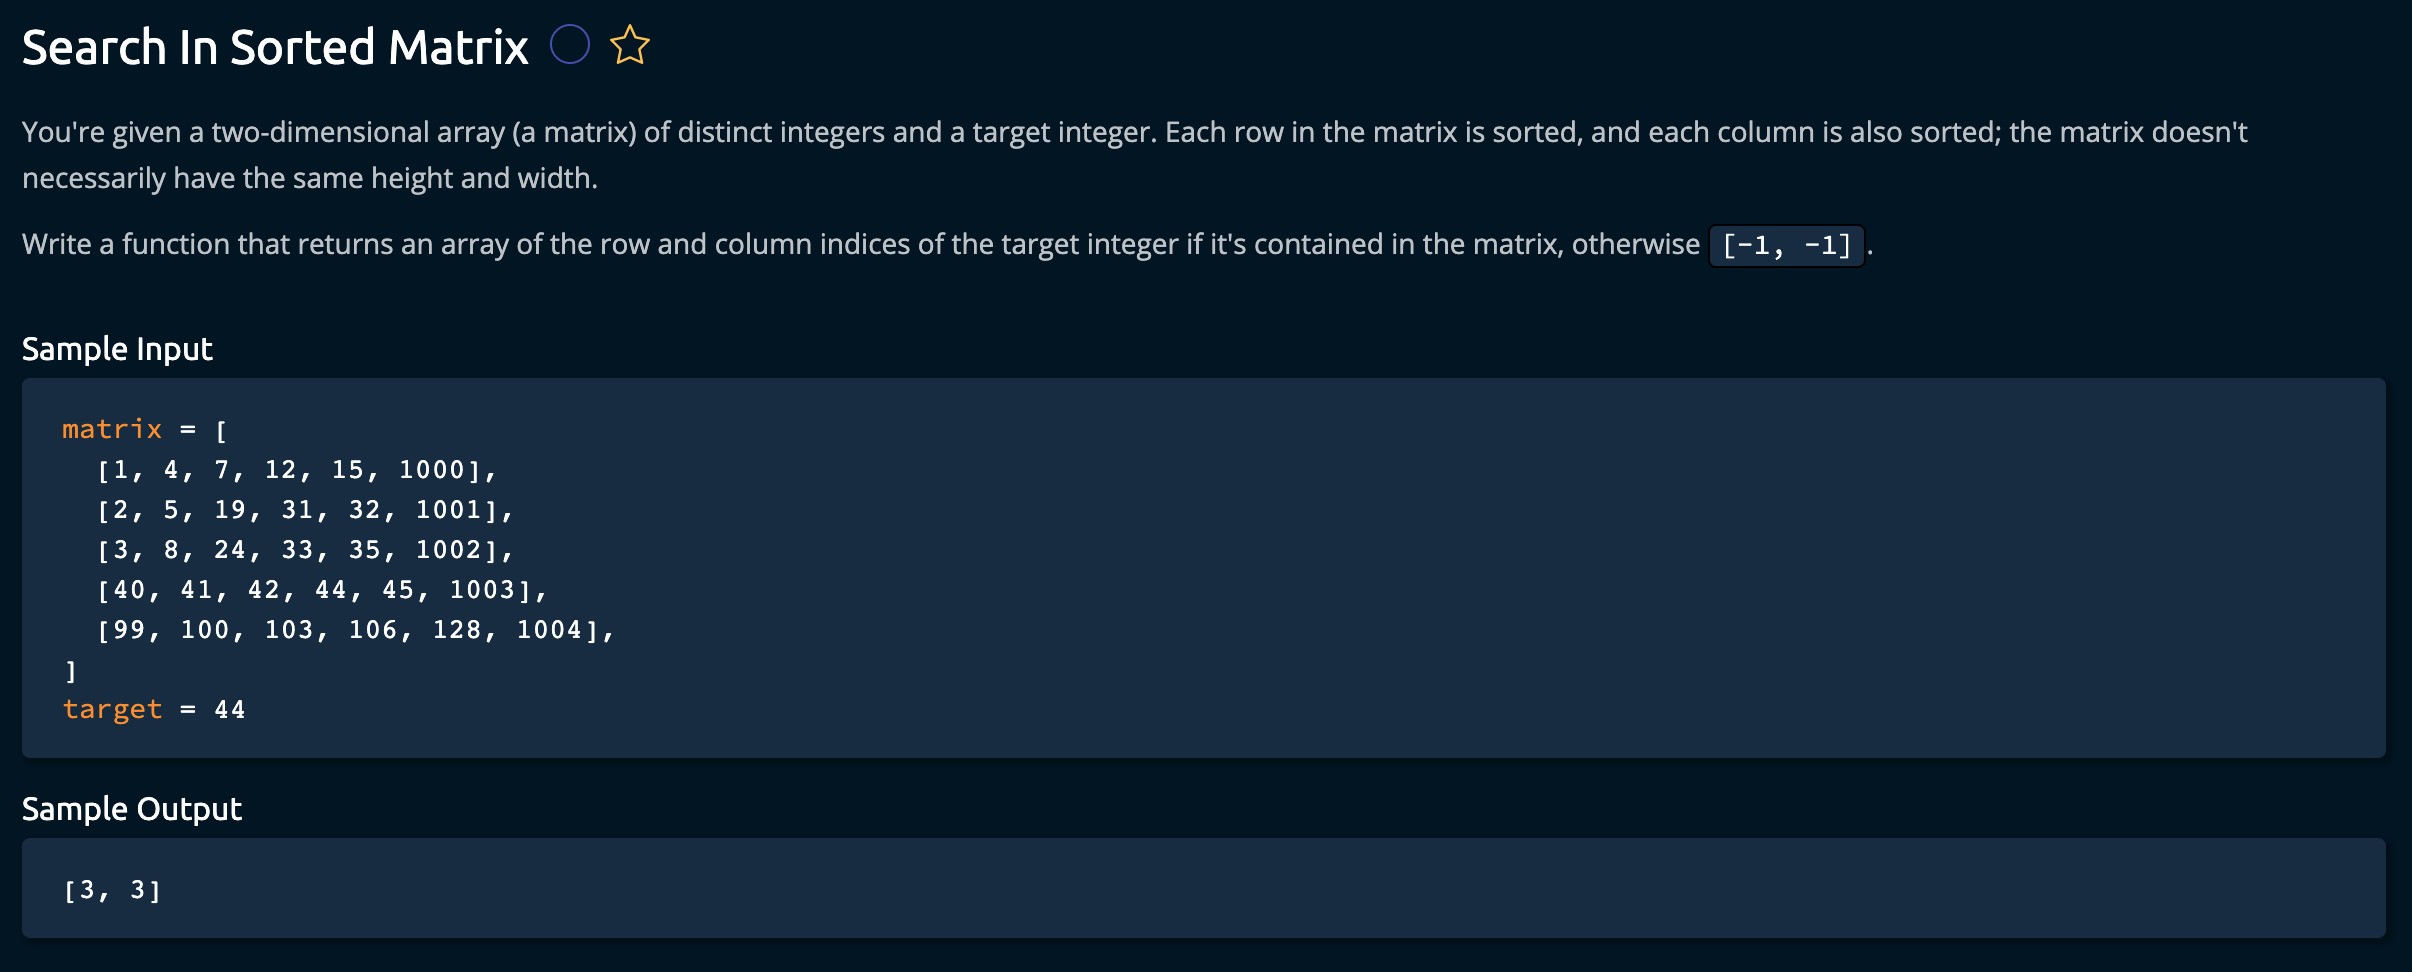 Search In Sorted Matrix
You're given a two-dimensional array (a matrix) of distinct integers and a target integer. Each row in the matrix is sorted, and each column is also sorted; the matrix doesn't
necessarily have the same height and width.
Write a function that returns an array of the row and column indices of the target integer if it's contained in the matrix, otherwise [-1, -1].
Sample Input
matrix = [
  [1, 4, 7, 12, 15, 1000],
  [2, 5, 19, 31, 32, 1001],
  [3, 8, 24, 33, 35, 1002],
  [40, 41, 42, 44, 45, 1003],
  [99, 100, 103, 106, 128, 1004],
]
target = 44
Sample Output
[3, 3]